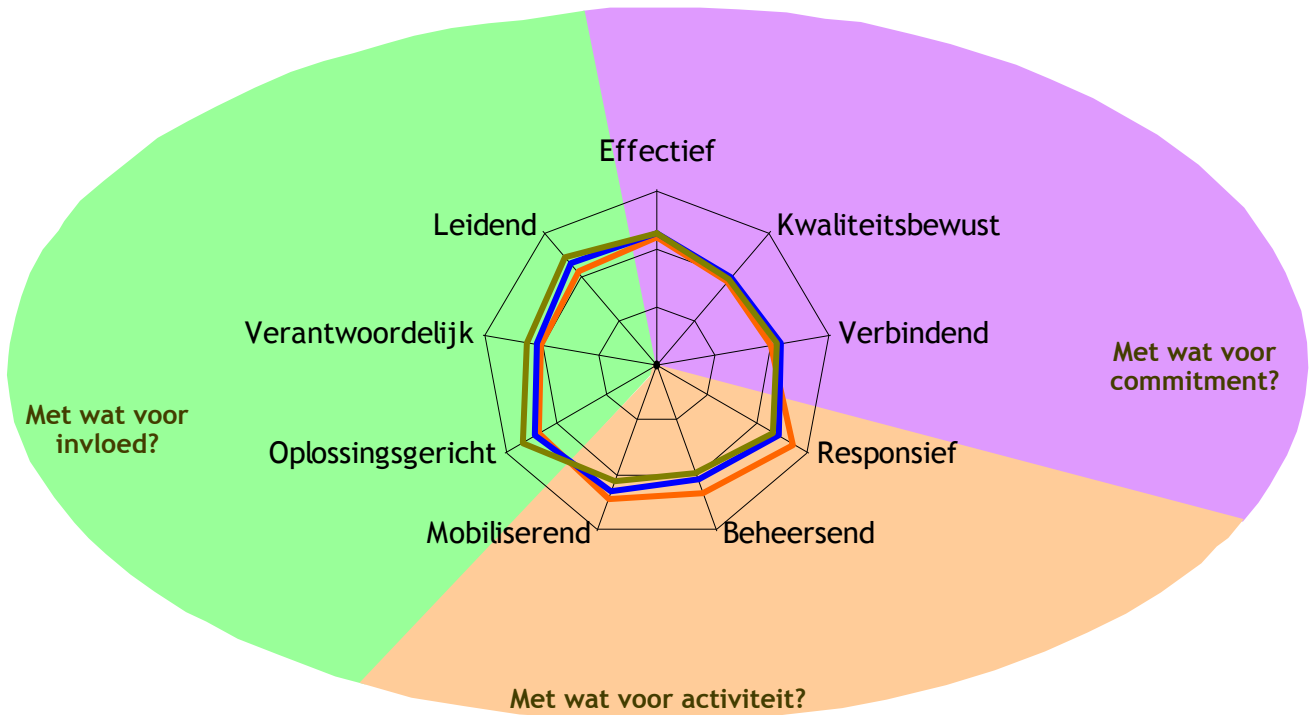 Effectief
Leidend
Kwaliteitsbewust
Verantwoordelijk
Verbindend
Met wat voor
commitment?
Met wat voor
invloed?
Oplossingsgericht
Responsief
Mobiliserend
Beheersend
Met wat voor activiteit?